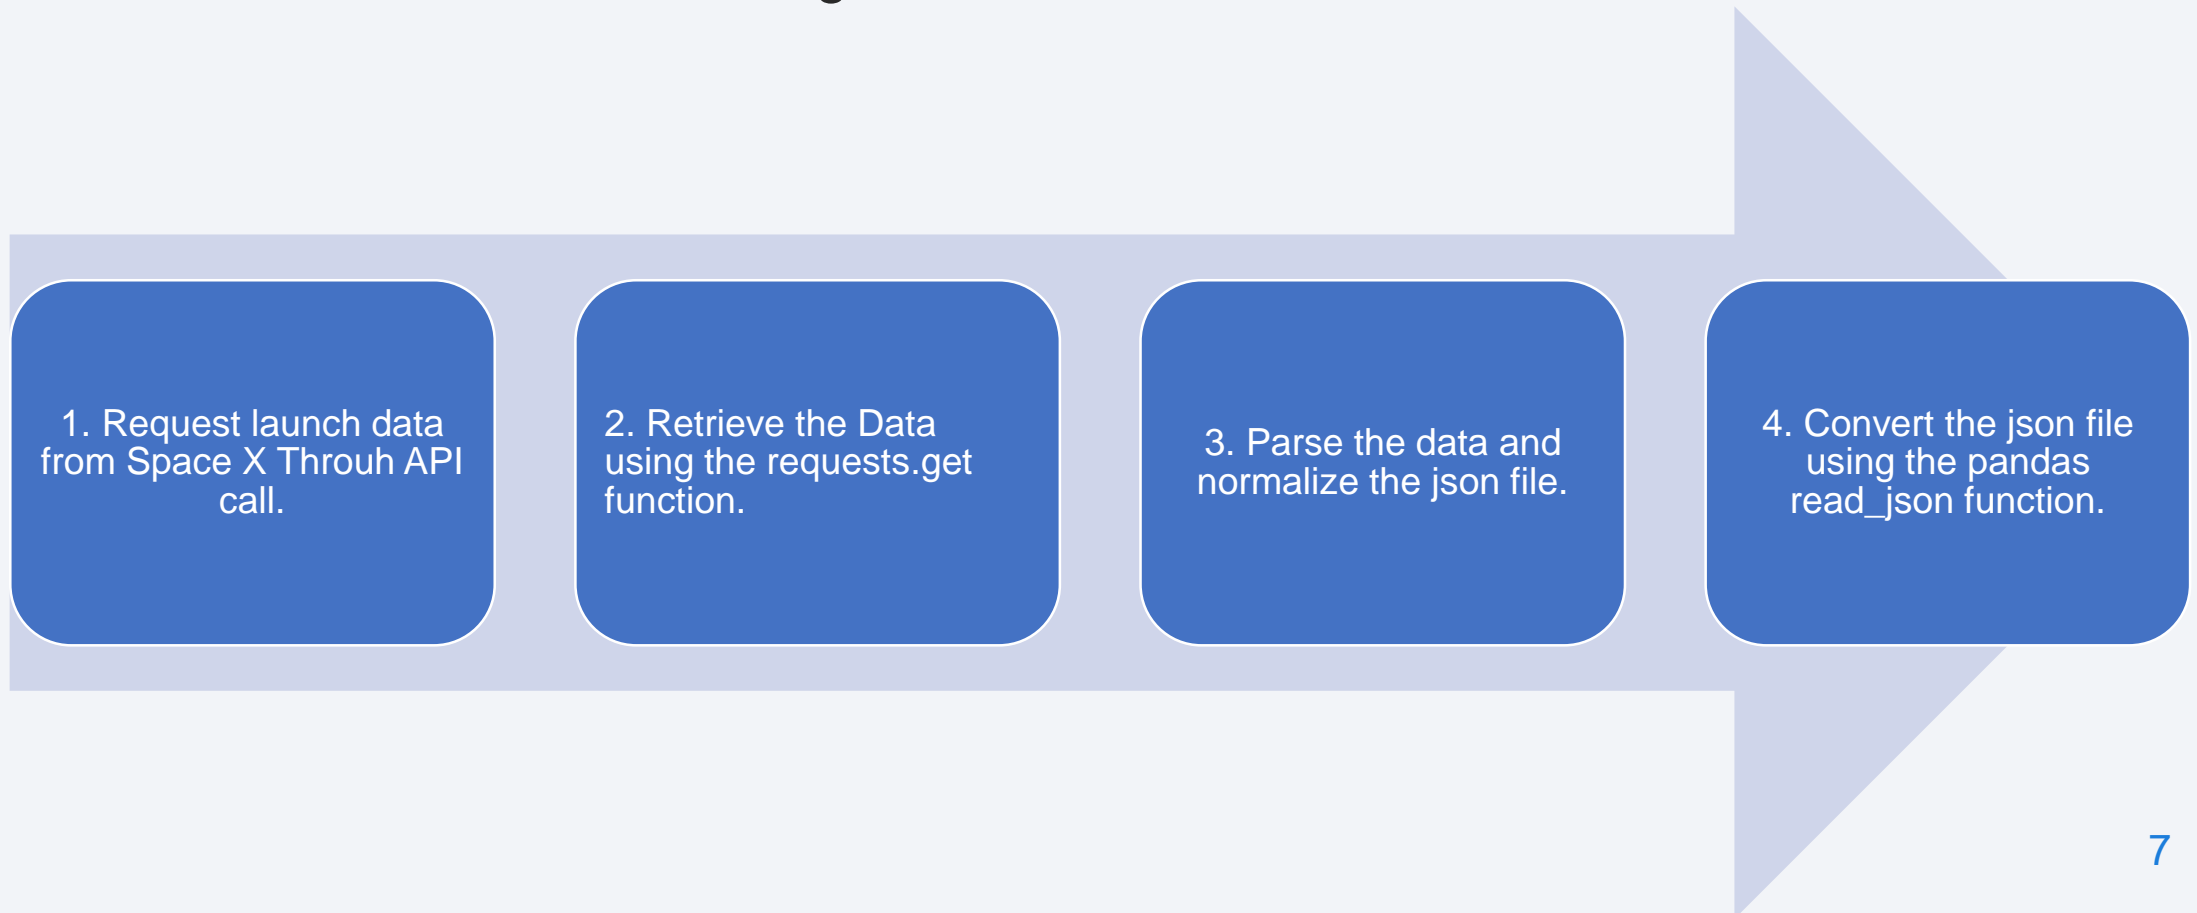 1. Request launch data
from Space X Throuh API
call.
2. Retrieve the Data
using the requests.get
function.
3. Parse the data and
normalize the json file.
4. Convert the json file
using the pandas
read_json function.
7